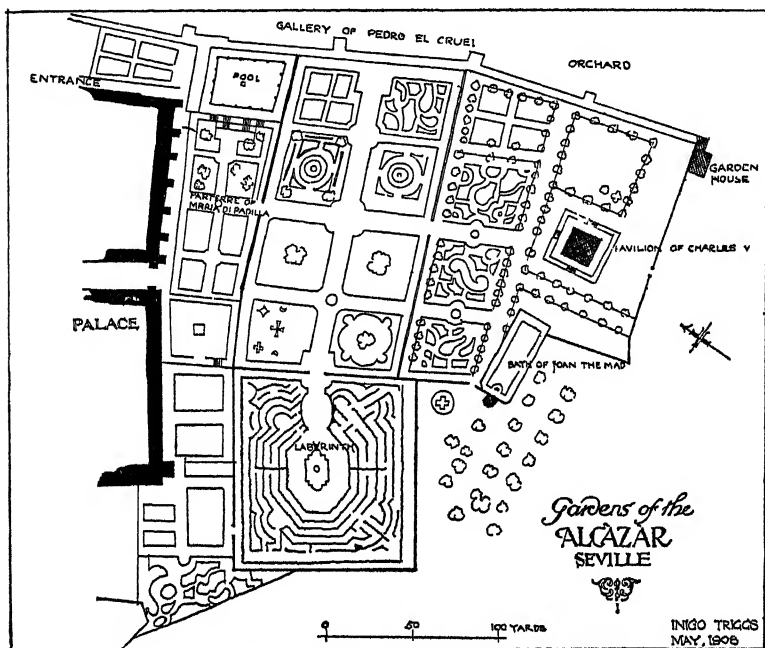 GALLERY OF PEDRO EL CRUEL
ORCHARD
ENTRANCE
POOL
GARDEN
HOUSE
PARTERRE OF
MARIA DI PADILLA
PAVILION OF CHARLES V
PALACE
BATH OF JOAN THE MAD
LABYRINTH
Gardens of the
ALCÀZAR
SEVILLE
0 50 100 YARDS
INIGO TRIGGS
MAY, 1908